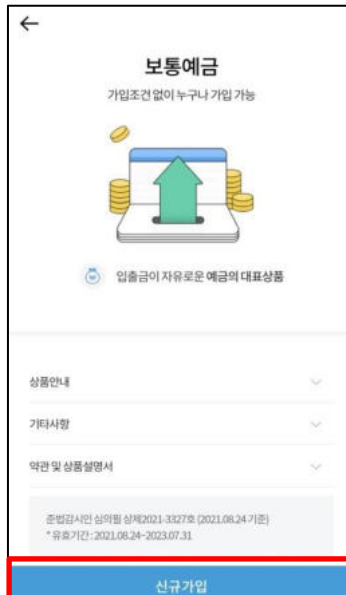 보통예금
가입조건 없이 누구나 가입 가능
입출금이 자유로운 예금의 대표상품
상품안내
기타사항
약관 및 상품설명서
준법감시인 심의필 상제2021-3327호 (2021.08.24 기준)
* 유효기간 : 2021.08.24~2023.07.31
신규가입